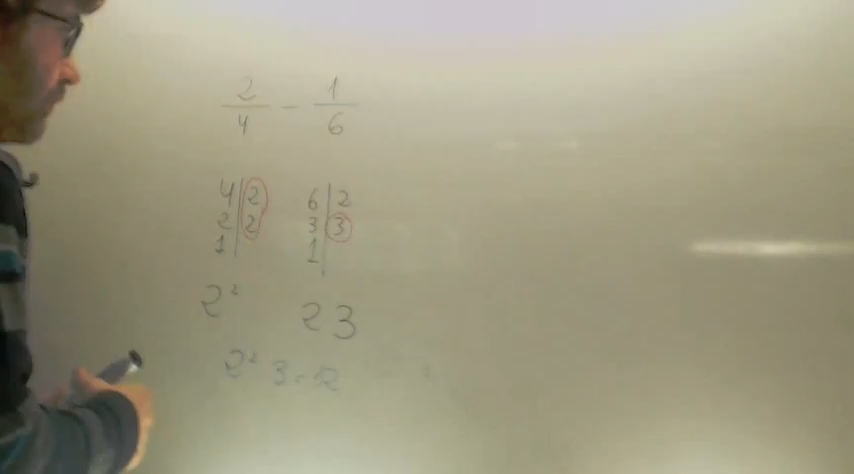 2/4 - 1/6
4 | 2    6 | 2
2 | 2    3 | 3
1 |      1 |
2²    2 3
2² 3 = 12